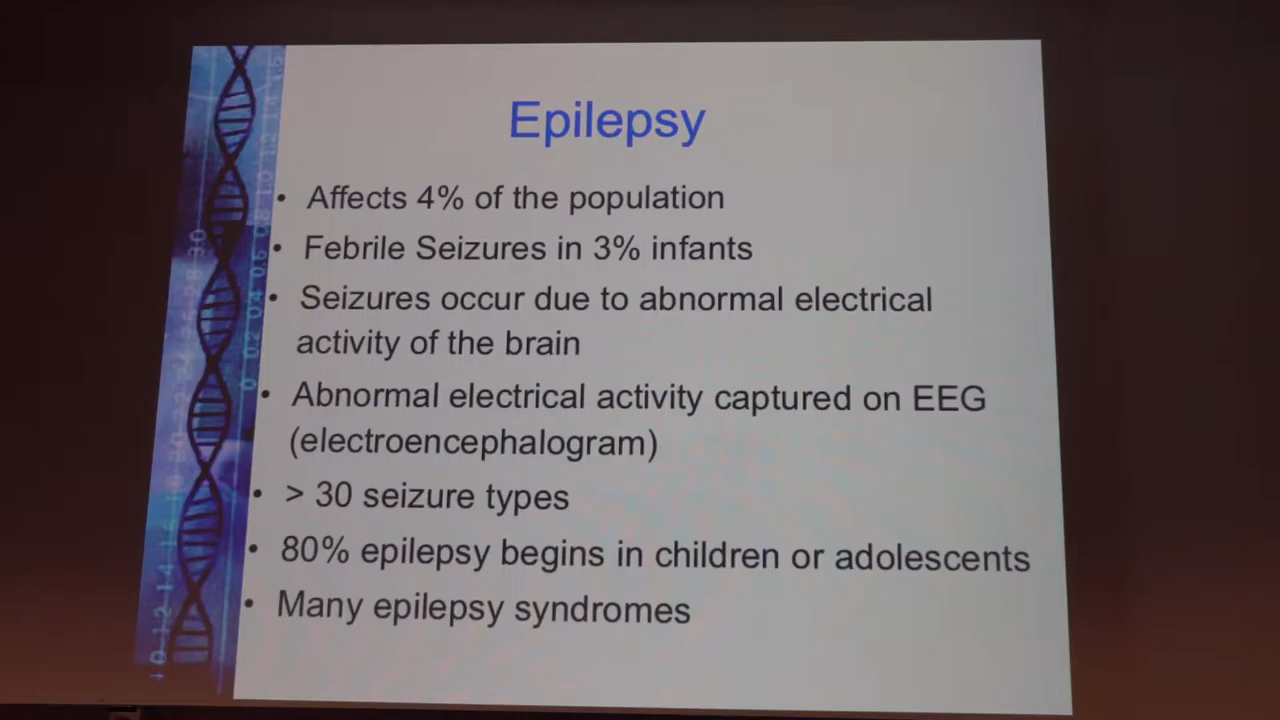 Epilepsy
• Affects 4% of the population
• Febrile Seizures in 3% infants
• Seizures occur due to abnormal electrical
activity of the brain
• Abnormal electrical activity captured on EEG
(electroencephalogram)
• > 30 seizure types
• 80% epilepsy begins in children or adolescents
• Many epilepsy syndromes